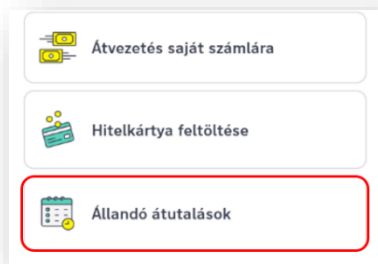 Átvezetés saját számlára
Hitelkártya feltöltése
Állandó átutalások